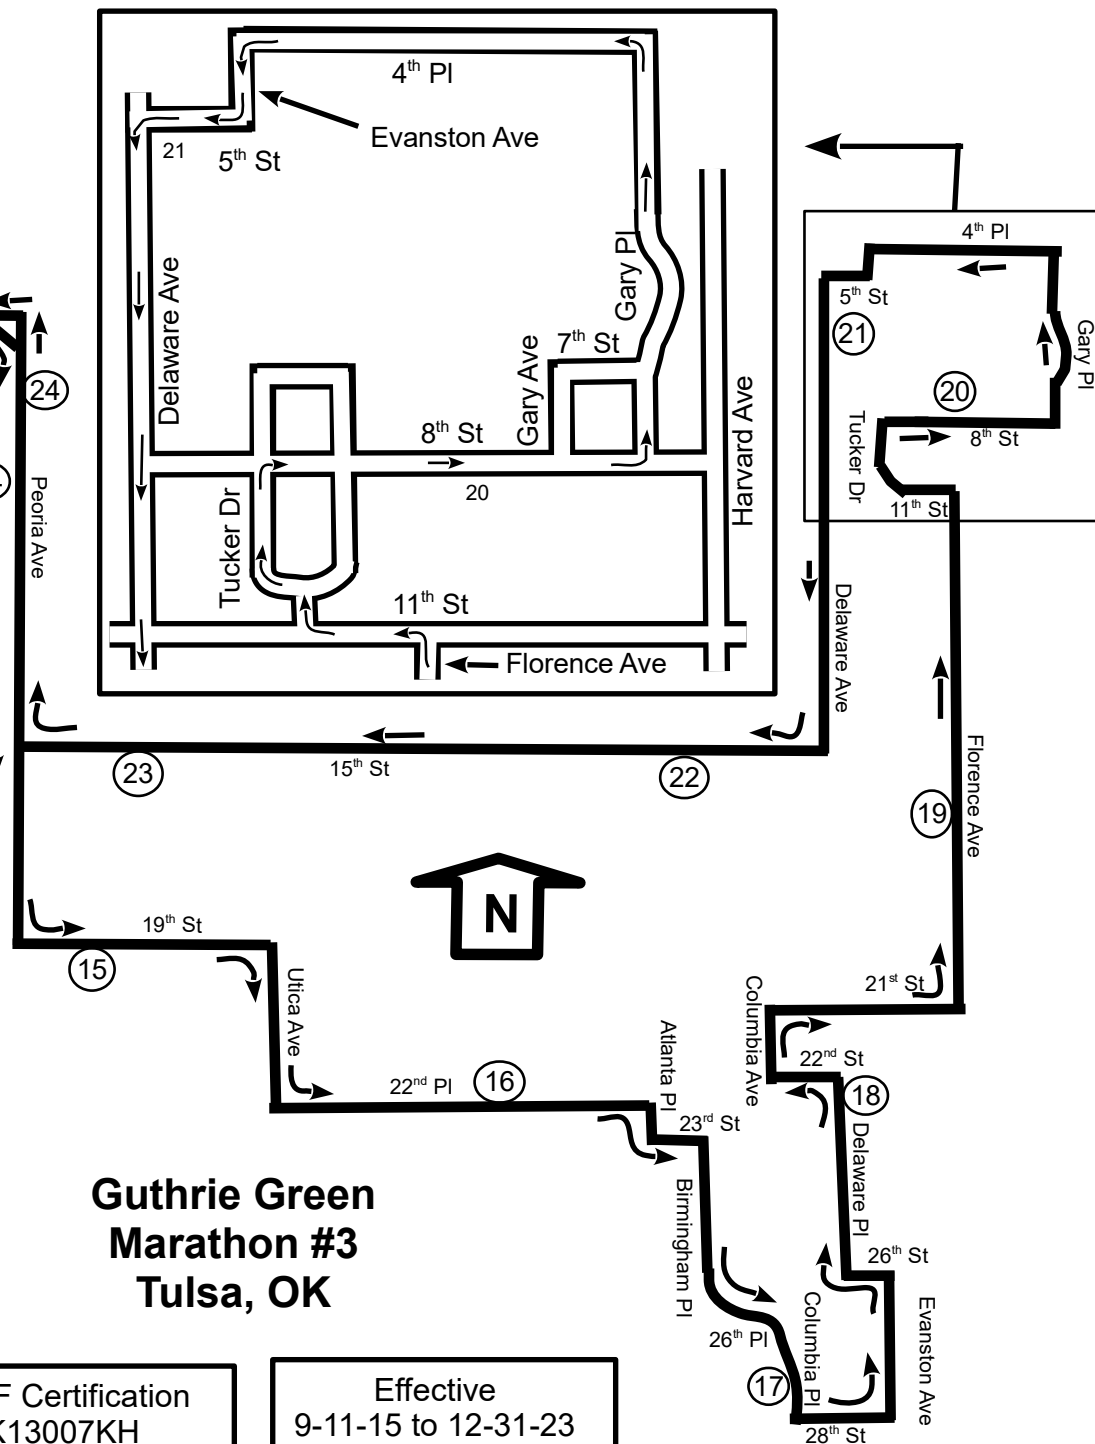 4th Pl
Evanston Ave
21
5th St
Delaware Ave
Gary Pl
7th St
Gary Ave
8th St
20
Harvard Ave
Tucker Dr
11th St
Florence Ave
4th Pl
5th St
21
Gary Pl
20
8th St
Tucker Dr
11th St
24
Peoria Ave
Delaware Ave
23
15th St
22
Florence Ave
19
N
19th St
15
Utica Ave
21st St
Columbia Ave
22nd St
18
22nd Pl
16
Atlanta Pl
23rd St
Delaware Pl
Birmingham Pl
26th St
Guthrie Green
Marathon #3
Tulsa, OK
26th Pl
Columbia Pl
Evanston Ave
17
28th St
F Certification
K13007KH
Effective
9-11-15 to 12-31-23